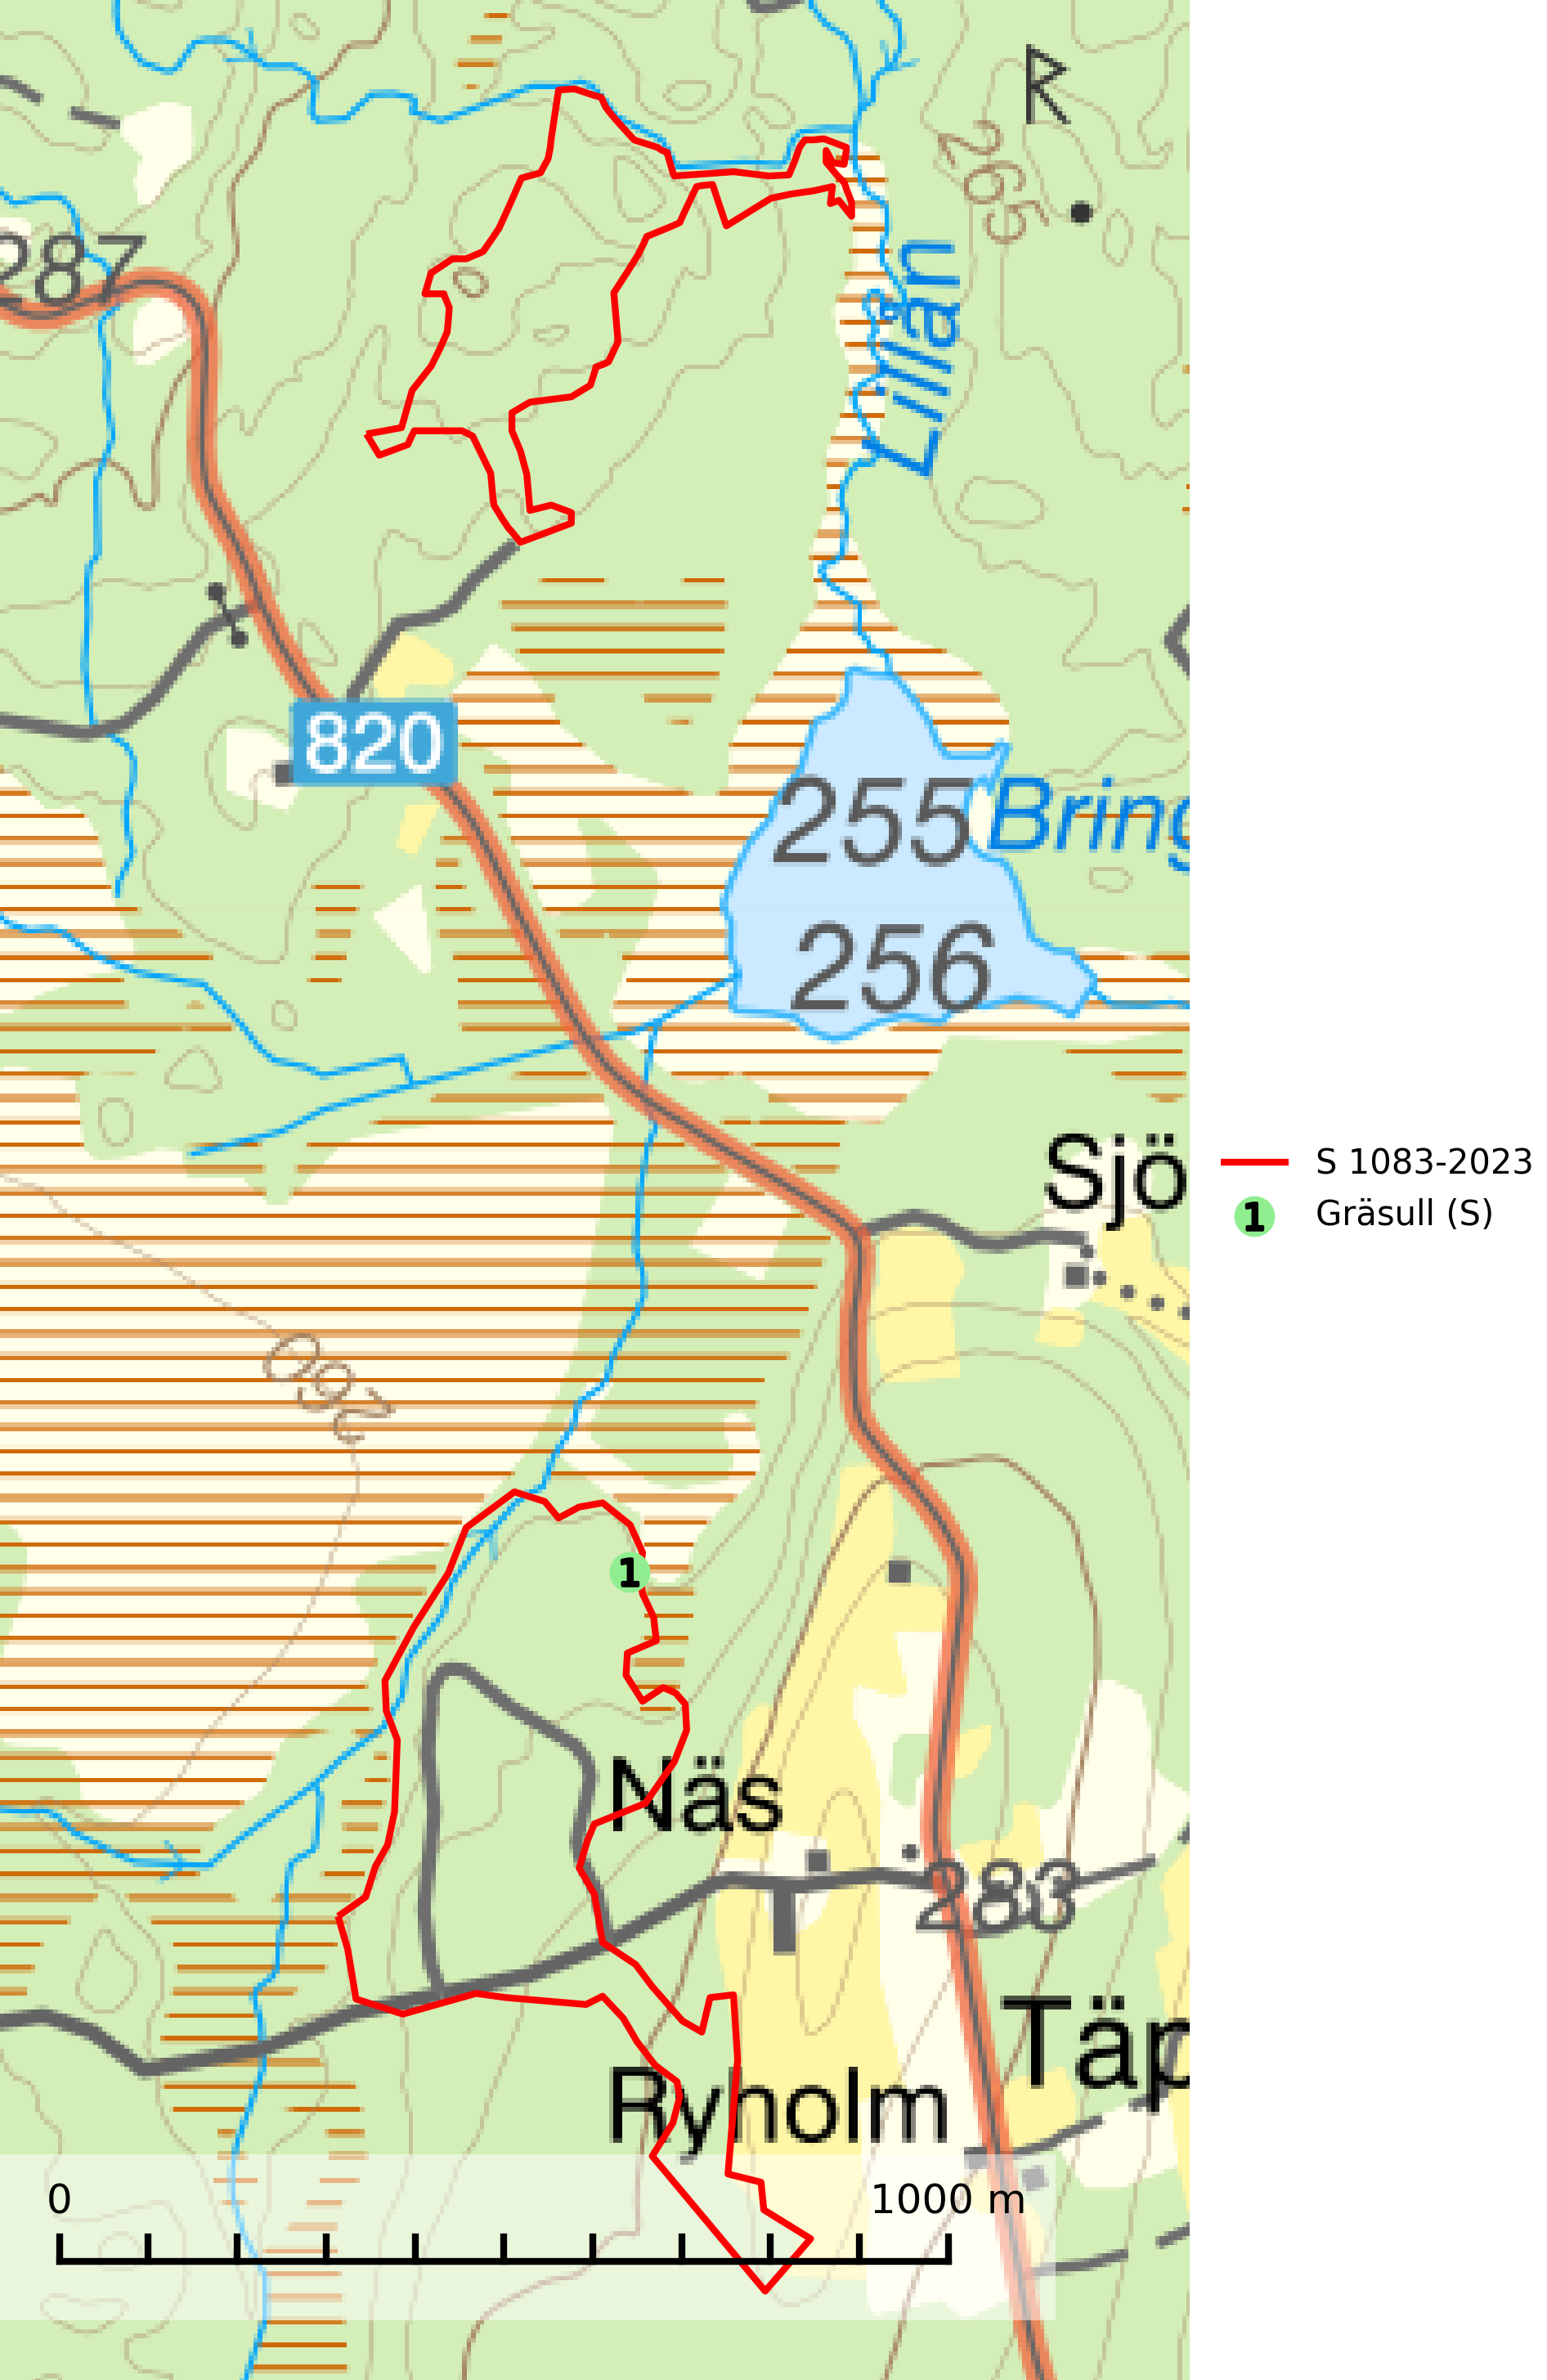 265
287
Lillån
820
255
Bring
256
Sjö
S 1083-2023
1 Gräsull (S)
260
1
Näs
283
Täp
Ryholm
0
1000 m